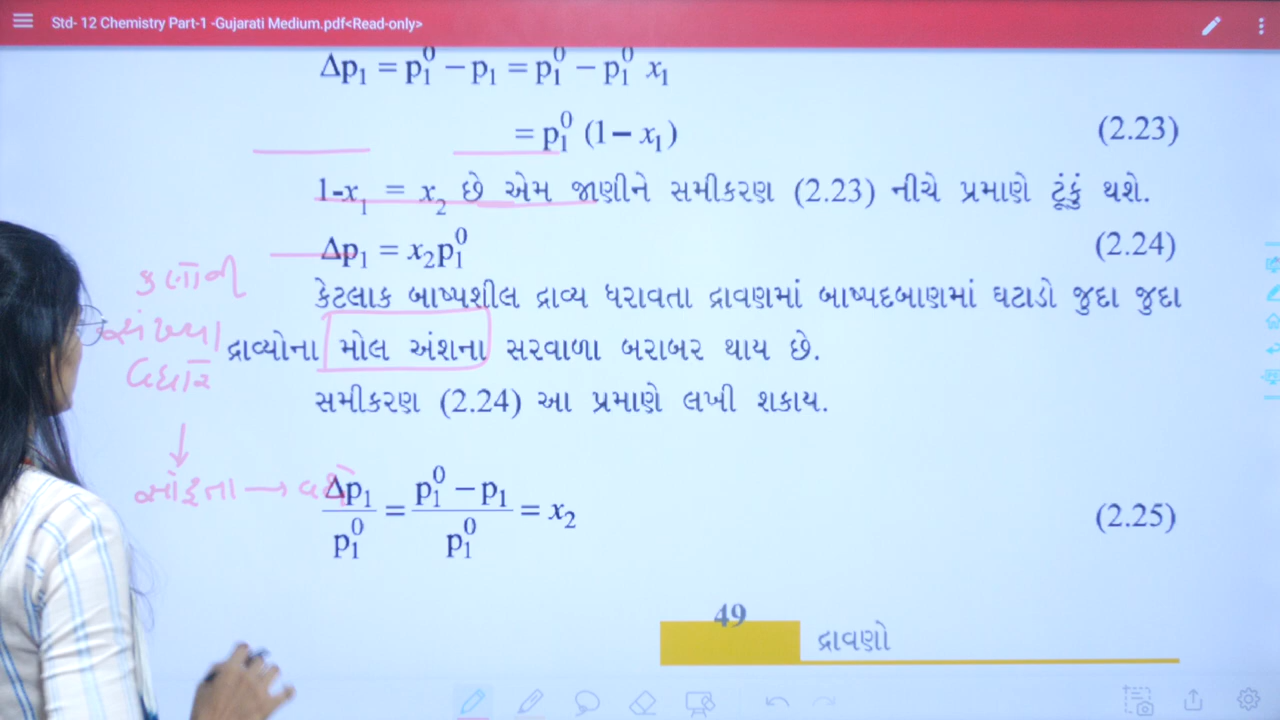 Std- 12 Chemistry Part-1 -Gujarati Medium.pdf<Read-only>
Δp₁ = p₁⁰ − p₁ = p₁⁰ − p₁⁰ x₁
= p₁⁰ (1− x₁) (2.23)
1-x₁ = x₂ છે એમ જાણીને સમીકરણ (2.23) નીચે પ્રમાણે ટૂંકું થશે.
Δp₁ = x₂p₁⁰ (2.24)
કેટલાક બાષ્પશીલ દ્રાવ્ય ધરાવતા દ્રાવણમાં બાષ્પદબાણમાં ઘટાડો જુદા જુદા
દ્રાવ્યોના મોલ અંશના સરવાળા બરાબર થાય છે.
સમીકરણ (2.24) આ પ્રમાણે લખી શકાય.
Δp₁/p₁⁰ = (p₁⁰ − p₁)/p₁⁰ = x₂ (2.25)
કણોની
સંખ્યા
વધારે
↓
સાંદ્રતા →
49
દ્રાવણો